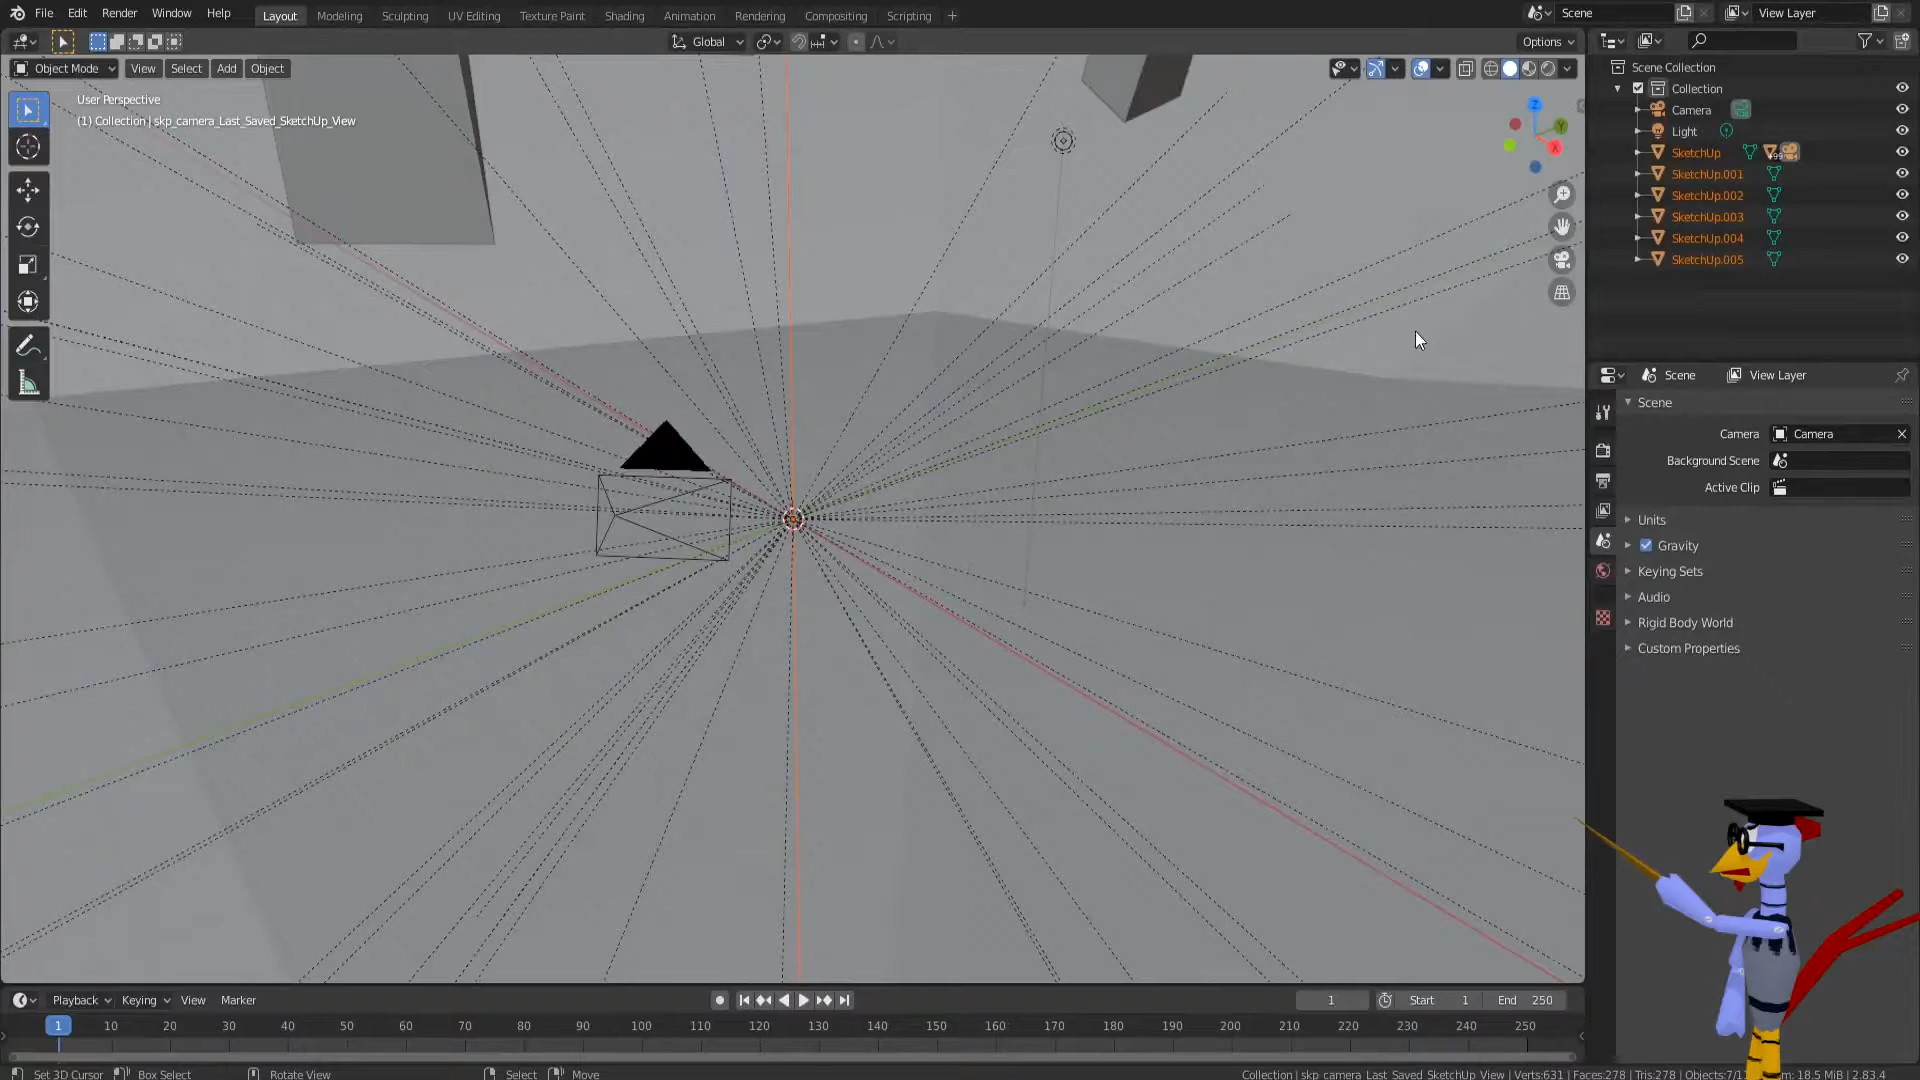 File Edit Render Window Help Layout Modeling Sculpting UV Editing Texture Paint Shading Animation Rendering Compositing Scripting + Scene View Layer
Global Options
Object Mode View Select Add Object
User Perspective
(1) Collection | skp_camera_Last_Saved_SketchUp_View
Z
Y
X
Scene Collection
Collection
Camera
Light
SketchUp
SketchUp.001
SketchUp.002
SketchUp.003
SketchUp.004
SketchUp.005
Scene View Layer
Scene
Camera Camera
Background Scene
Active Clip
Units
Gravity
Keying Sets
Audio
Rigid Body World
Custom Properties
Playback Keying View Marker 1 Start 1 End 250
1 10 20 30 40 50 60 70 80 90 100 110 120 130 140 150 160 170 180 190 200 210 220 230 240 250
Set 3D Cursor Box Select Rotate View Select Move Collection | skp_camera_Last_Saved_SketchUp_View | Verts:631 | Faces:278 | Tris:278 | Objects:7/1 m: 18.5 MiB | 2.83.4